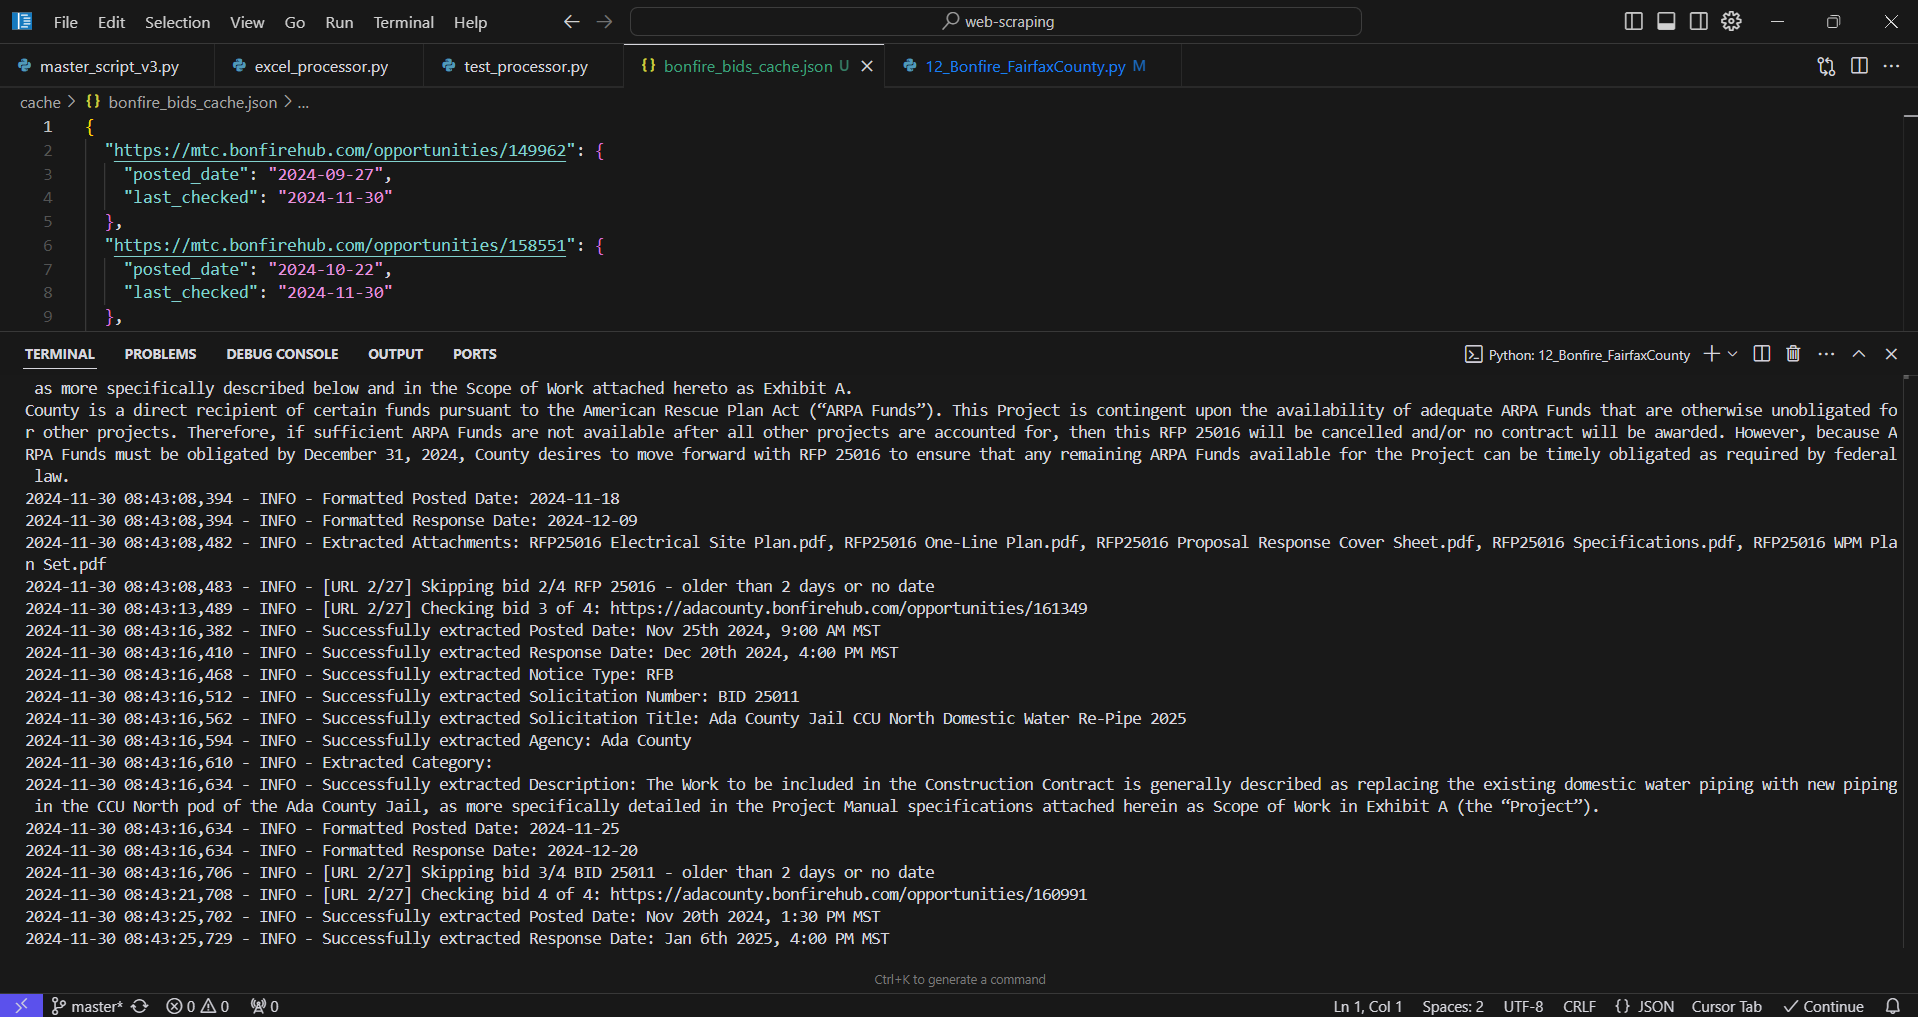 File Edit Selection View Go Run Terminal Help web-scraping
master_script_v3.py excel_processor.py test_processor.py {} bonfire_bids_cache.json U 12_Bonfire_FairfaxCounty.py M
cache > {} bonfire_bids_cache.json > ...
1 {
2 "https://mtc.bonfirehub.com/opportunities/149962": {
3 "posted_date": "2024-09-27",
4 "last_checked": "2024-11-30"
5 },
6 "https://mtc.bonfirehub.com/opportunities/158551": {
7 "posted_date": "2024-10-22",
8 "last_checked": "2024-11-30"
9 },
TERMINAL PROBLEMS DEBUG CONSOLE OUTPUT PORTS Python: 12_Bonfire_FairfaxCounty
as more specifically described below and in the Scope of Work attached hereto as Exhibit A.
County is a direct recipient of certain funds pursuant to the American Rescue Plan Act (“ARPA Funds”). This Project is contingent upon the availability of adequate ARPA Funds that are otherwise unobligated fo
r other projects. Therefore, if sufficient ARPA Funds are not available after all other projects are accounted for, then this RFP 25016 will be cancelled and/or no contract will be awarded. However, because A
RPA Funds must be obligated by December 31, 2024, County desires to move forward with RFP 25016 to ensure that any remaining ARPA Funds available for the Project can be timely obligated as required by federal
law.
2024-11-30 08:43:08,394 - INFO - Formatted Posted Date: 2024-11-18
2024-11-30 08:43:08,394 - INFO - Formatted Response Date: 2024-12-09
2024-11-30 08:43:08,482 - INFO - Extracted Attachments: RFP25016 Electrical Site Plan.pdf, RFP25016 One-Line Plan.pdf, RFP25016 Proposal Response Cover Sheet.pdf, RFP25016 Specifications.pdf, RFP25016 WPM Pla
n Set.pdf
2024-11-30 08:43:08,483 - INFO - [URL 2/27] Skipping bid 2/4 RFP 25016 - older than 2 days or no date
2024-11-30 08:43:13,489 - INFO - [URL 2/27] Checking bid 3 of 4: https://adacounty.bonfirehub.com/opportunities/161349
2024-11-30 08:43:16,382 - INFO - Successfully extracted Posted Date: Nov 25th 2024, 9:00 AM MST
2024-11-30 08:43:16,410 - INFO - Successfully extracted Response Date: Dec 20th 2024, 4:00 PM MST
2024-11-30 08:43:16,468 - INFO - Successfully extracted Notice Type: RFB
2024-11-30 08:43:16,512 - INFO - Successfully extracted Solicitation Number: BID 25011
2024-11-30 08:43:16,562 - INFO - Successfully extracted Solicitation Title: Ada County Jail CCU North Domestic Water Re-Pipe 2025
2024-11-30 08:43:16,594 - INFO - Successfully extracted Agency: Ada County
2024-11-30 08:43:16,610 - INFO - Extracted Category:
2024-11-30 08:43:16,634 - INFO - Successfully extracted Description: The Work to be included in the Construction Contract is generally described as replacing the existing domestic water piping with new piping
in the CCU North pod of the Ada County Jail, as more specifically detailed in the Project Manual specifications attached herein as Scope of Work in Exhibit A (the “Project”).
2024-11-30 08:43:16,634 - INFO - Formatted Posted Date: 2024-11-25
2024-11-30 08:43:16,634 - INFO - Formatted Response Date: 2024-12-20
2024-11-30 08:43:16,706 - INFO - [URL 2/27] Skipping bid 3/4 BID 25011 - older than 2 days or no date
2024-11-30 08:43:21,708 - INFO - [URL 2/27] Checking bid 4 of 4: https://adacounty.bonfirehub.com/opportunities/160991
2024-11-30 08:43:25,702 - INFO - Successfully extracted Posted Date: Nov 20th 2024, 1:30 PM MST
2024-11-30 08:43:25,729 - INFO - Successfully extracted Response Date: Jan 6th 2025, 4:00 PM MST
Ctrl+K to generate a command
master* 0 0 0 Ln 1, Col 1 Spaces: 2 UTF-8 CRLF {} JSON Cursor Tab Continue